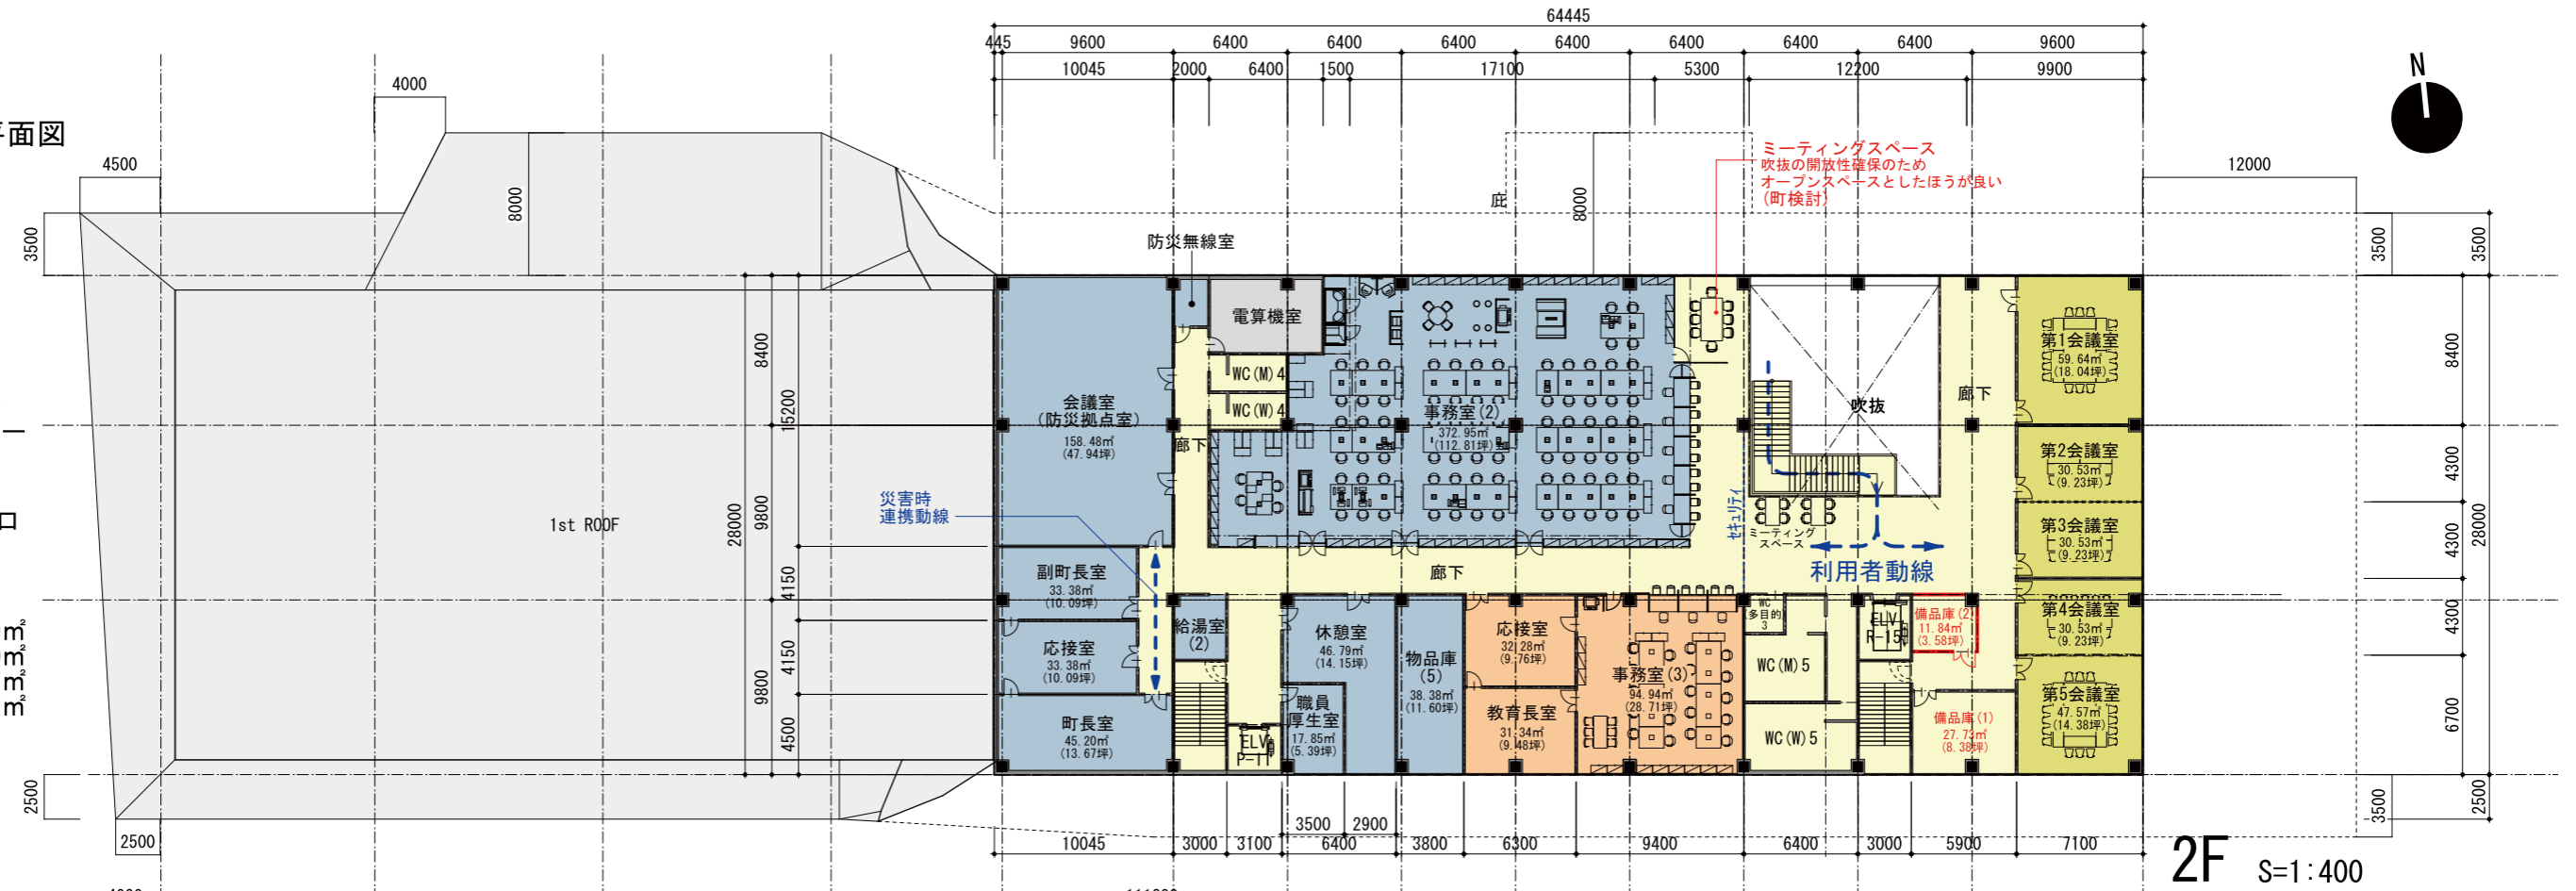 64445
445 9600 6400 6400 6400 6400 6400 6400 6400 9600
10045 2000 6400 1500 17100 5300 12200 9900
N
4000
平面図
4500
8000
3500
ミーティングスペース
吹抜の開放性確保のため
オープンスペースとしたほうが良い
(町検討)
12000
庇
8000
3500
3500
防災無線室
電算機室
WC(M)4
WC(W)4
会議室
(防災拠点室)
158.48㎡
(47.94坪)
廊下
事務室(2)
372.95㎡
(112.81坪)
吹抜
廊下
第1会議室
59.64㎡
(18.04坪)
第2会議室
30.53㎡
(9.23坪)
第3会議室
30.53㎡
(9.23坪)
第4会議室
30.53㎡
(9.23坪)
第5会議室
47.57㎡
(14.38坪)
8400
15200
28000
9800
4150
4150
9800
4500
8400
4300
4300
28000
4300
6700
1st ROOF
災害時
連携動線
セキュリティ
ミーティング
スペース
利用者動線
廊下
副町長室
33.38㎡
(10.09坪)
応接室
33.38㎡
(10.09坪)
町長室
45.20㎡
(13.67坪)
給湯室
(2)
ELV
P-11
休憩室
46.79㎡
(14.15坪)
職員
厚生室
17.85㎡
(5.39坪)
物品庫
(5)
38.38㎡
(11.60坪)
応接室
32.28㎡
(9.76坪)
教育長室
31.34㎡
(9.48坪)
事務室(3)
94.94㎡
(28.71坪)
WC
(多目的)
3
WC(M)5
WC(W)5
ELV
R-15
備品庫(2)
11.84㎡
(3.58坪)
備品庫(1)
27.73㎡
(8.38坪)
㎡
㎡
㎡
㎡
2500
2500
3500 2900
10045 3000 3100 6400 3800 6300 9400 6400 3000 5900 7100
3500
2500
2F S=1:400